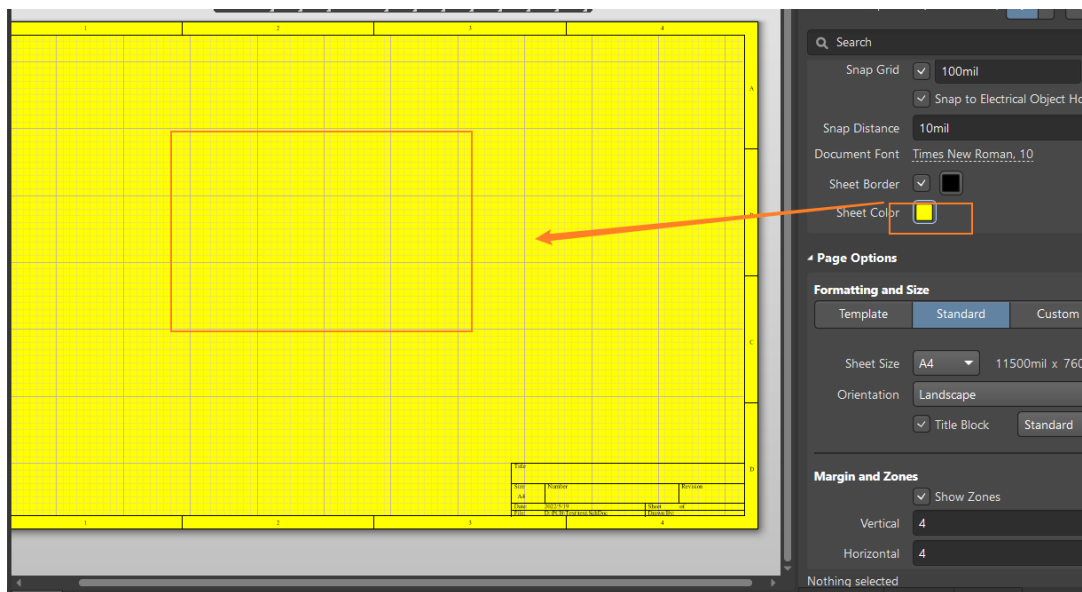 1 2 3 4
A
B
C
D
Title
Size Number Revision
A4
Date: 2022/5/19 Sheet of
File: Drawn By:
1 2 3 4
Search
Snap Grid 100mil
Snap to Electrical Object Ho
Snap Distance 10mil
Document Font Times New Roman, 10
Sheet Border
Sheet Color
Page Options
Formatting and Size
Template Standard Custom
Sheet Size A4 11500mil x 760
Orientation Landscape
Title Block Standard
Margin and Zones
Show Zones
Vertical 4
Horizontal 4
Nothing selected